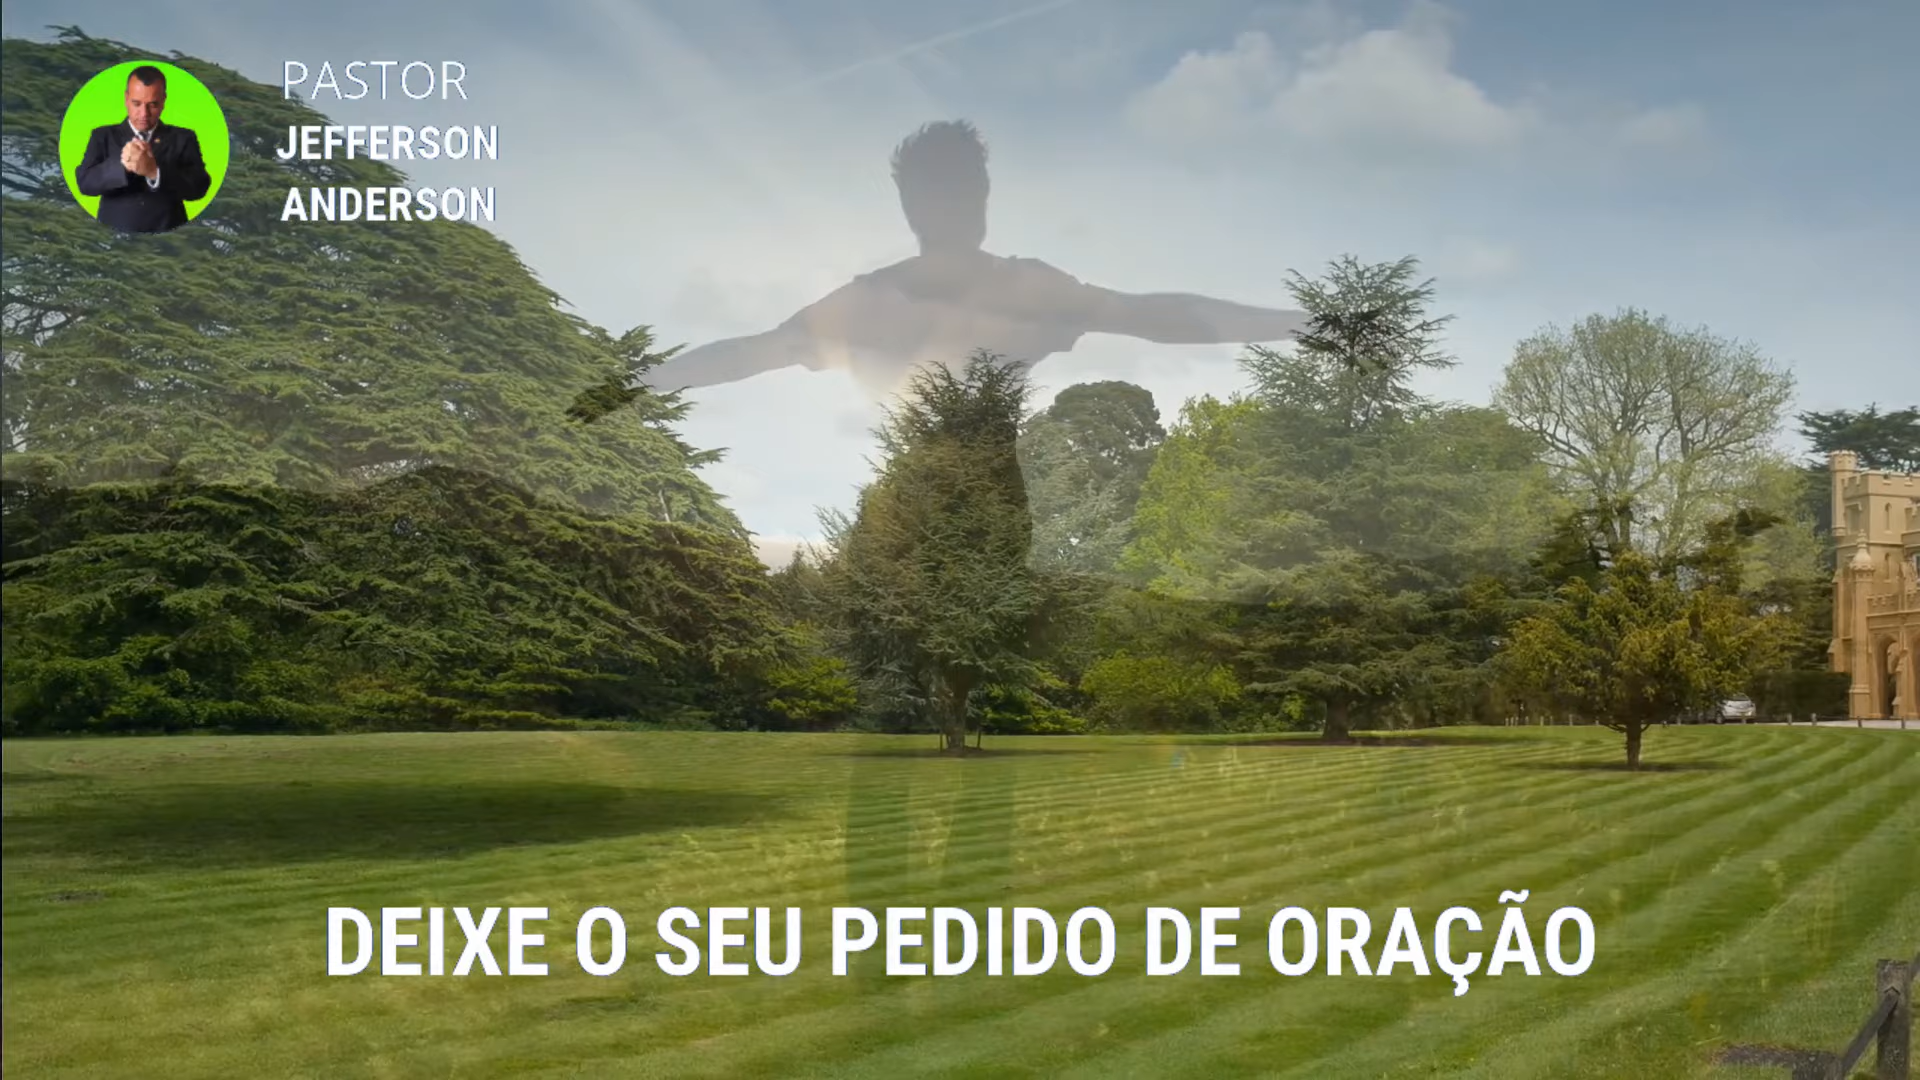 PASTOR
JEFFERSON
ANDERSON
DEIXE O SEU PEDIDO DE ORAÇÃO